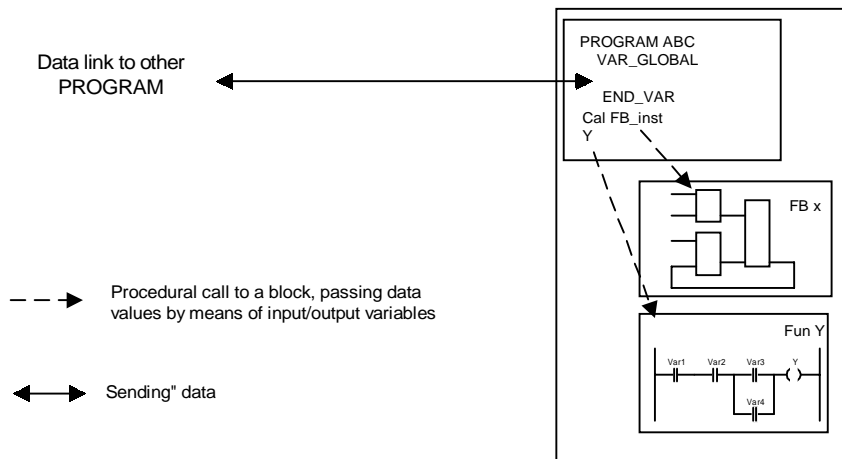 Data link to other
PROGRAM
PROGRAM ABC
VAR_GLOBAL
END_VAR
Cal FB_inst
Y
FB x
Procedural call to a block, passing data
values by means of input/output variables
Sending" data
Fun Y
Var1 Var2 Var3 Y
Var4